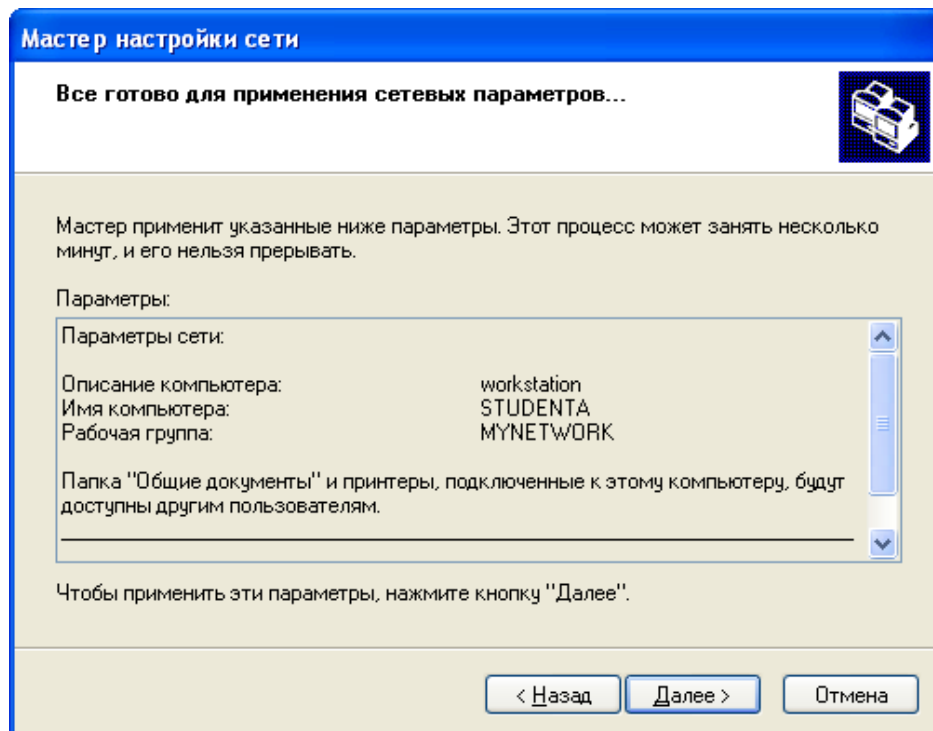 Мастер настройки сети
Все готово для применения сетевых параметров...
Мастер применит указанные ниже параметры. Этот процесс может занять несколько
минут, и его нельзя прерывать.
Параметры:
Параметры сети:
Описание компьютера: workstation
Имя компьютера: STUDENTA
Рабочая группа: MYNETWORK
Папка "Общие документы" и принтеры, подключенные к этому компьютеру, будут
доступны другим пользователям.
Чтобы применить эти параметры, нажмите кнопку "Далее".
< Назад Далее > Отмена